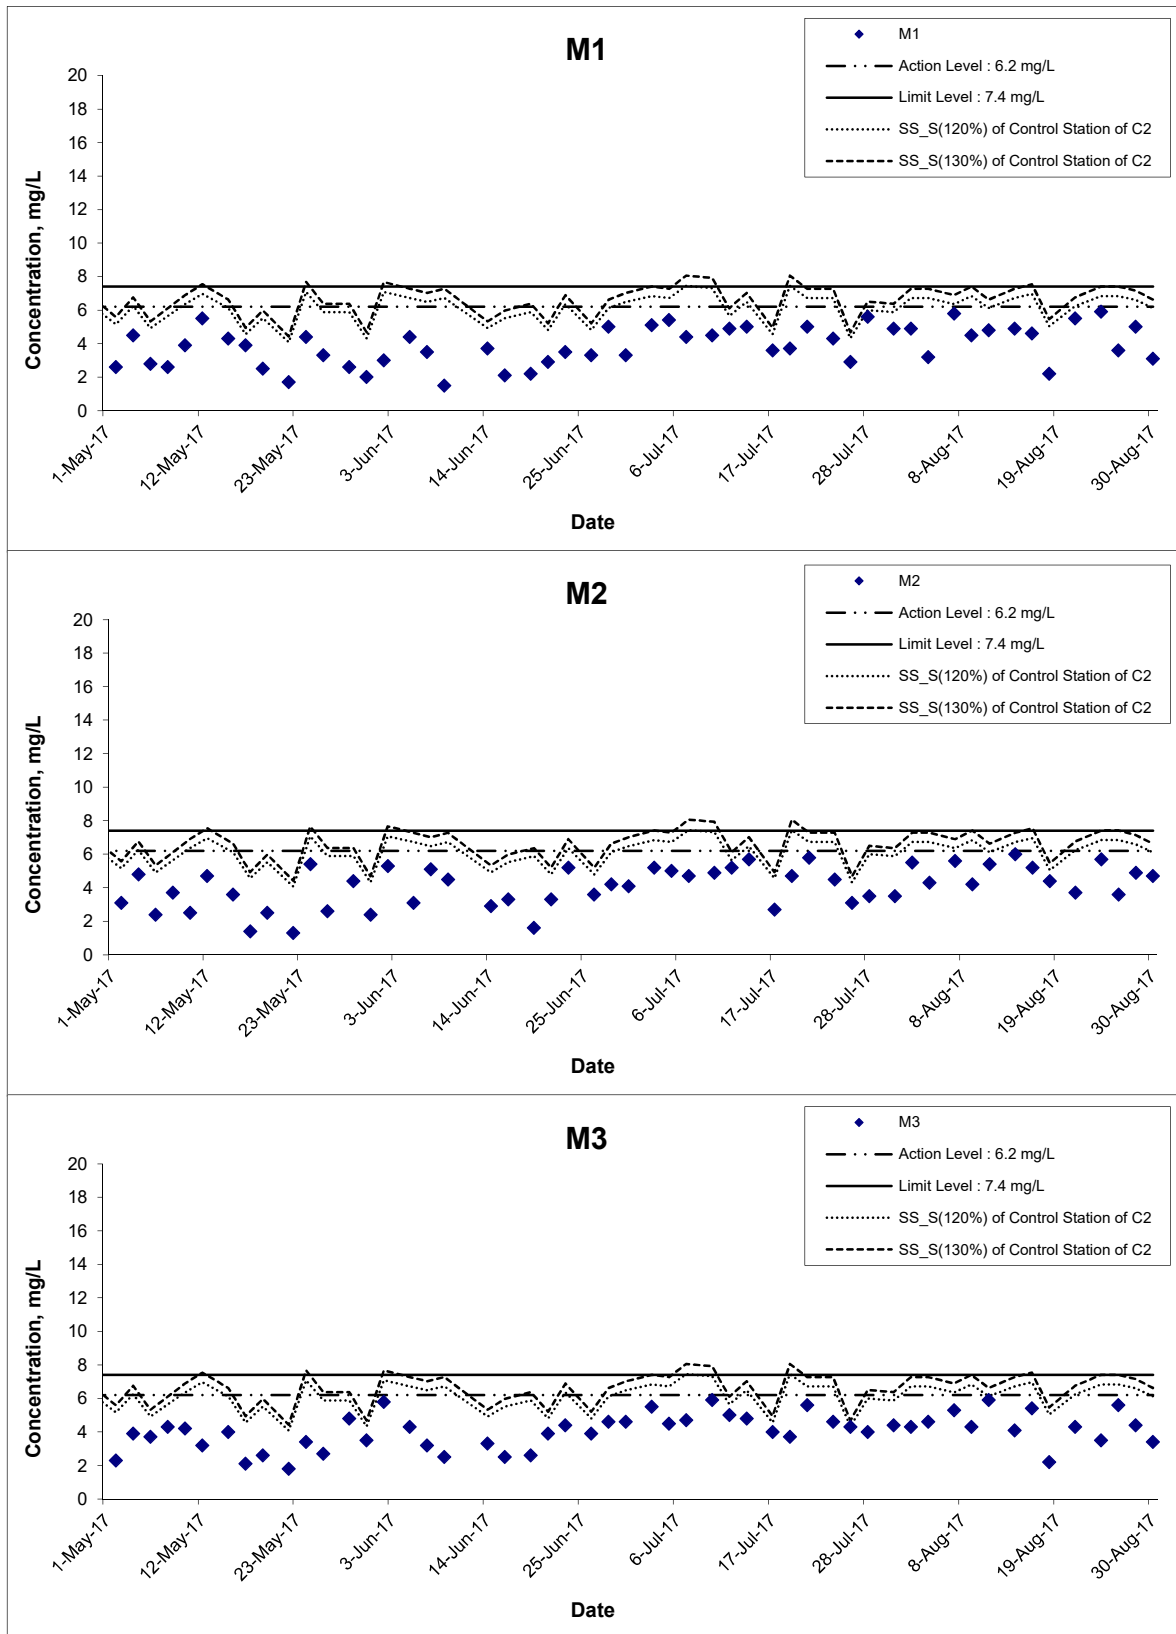 M1
M1
Action Level : 6.2 mg/L
Limit Level : 7.4 mg/L
SS_S(120%) of Control Station of C2
SS_S(130%) of Control Station of C2
Concentration, mg/L
20
18
16
14
12
10
8
6
4
2
0
1-May-17
12-May-17
23-May-17
3-Jun-17
14-Jun-17
25-Jun-17
6-Jul-17
17-Jul-17
28-Jul-17
8-Aug-17
19-Aug-17
30-Aug-17
Date
M2
M2
Action Level : 6.2 mg/L
Limit Level : 7.4 mg/L
SS_S(120%) of Control Station of C2
SS_S(130%) of Control Station of C2
Concentration, mg/L
20
18
16
14
12
10
8
6
4
2
0
1-May-17
12-May-17
23-May-17
3-Jun-17
14-Jun-17
25-Jun-17
6-Jul-17
17-Jul-17
28-Jul-17
8-Aug-17
19-Aug-17
30-Aug-17
Date
M3
M3
Action Level : 6.2 mg/L
Limit Level : 7.4 mg/L
SS_S(120%) of Control Station of C2
SS_S(130%) of Control Station of C2
Concentration, mg/L
20
18
16
14
12
10
8
6
4
2
0
1-May-17
12-May-17
23-May-17
3-Jun-17
14-Jun-17
25-Jun-17
6-Jul-17
17-Jul-17
28-Jul-17
8-Aug-17
19-Aug-17
30-Aug-17
Date